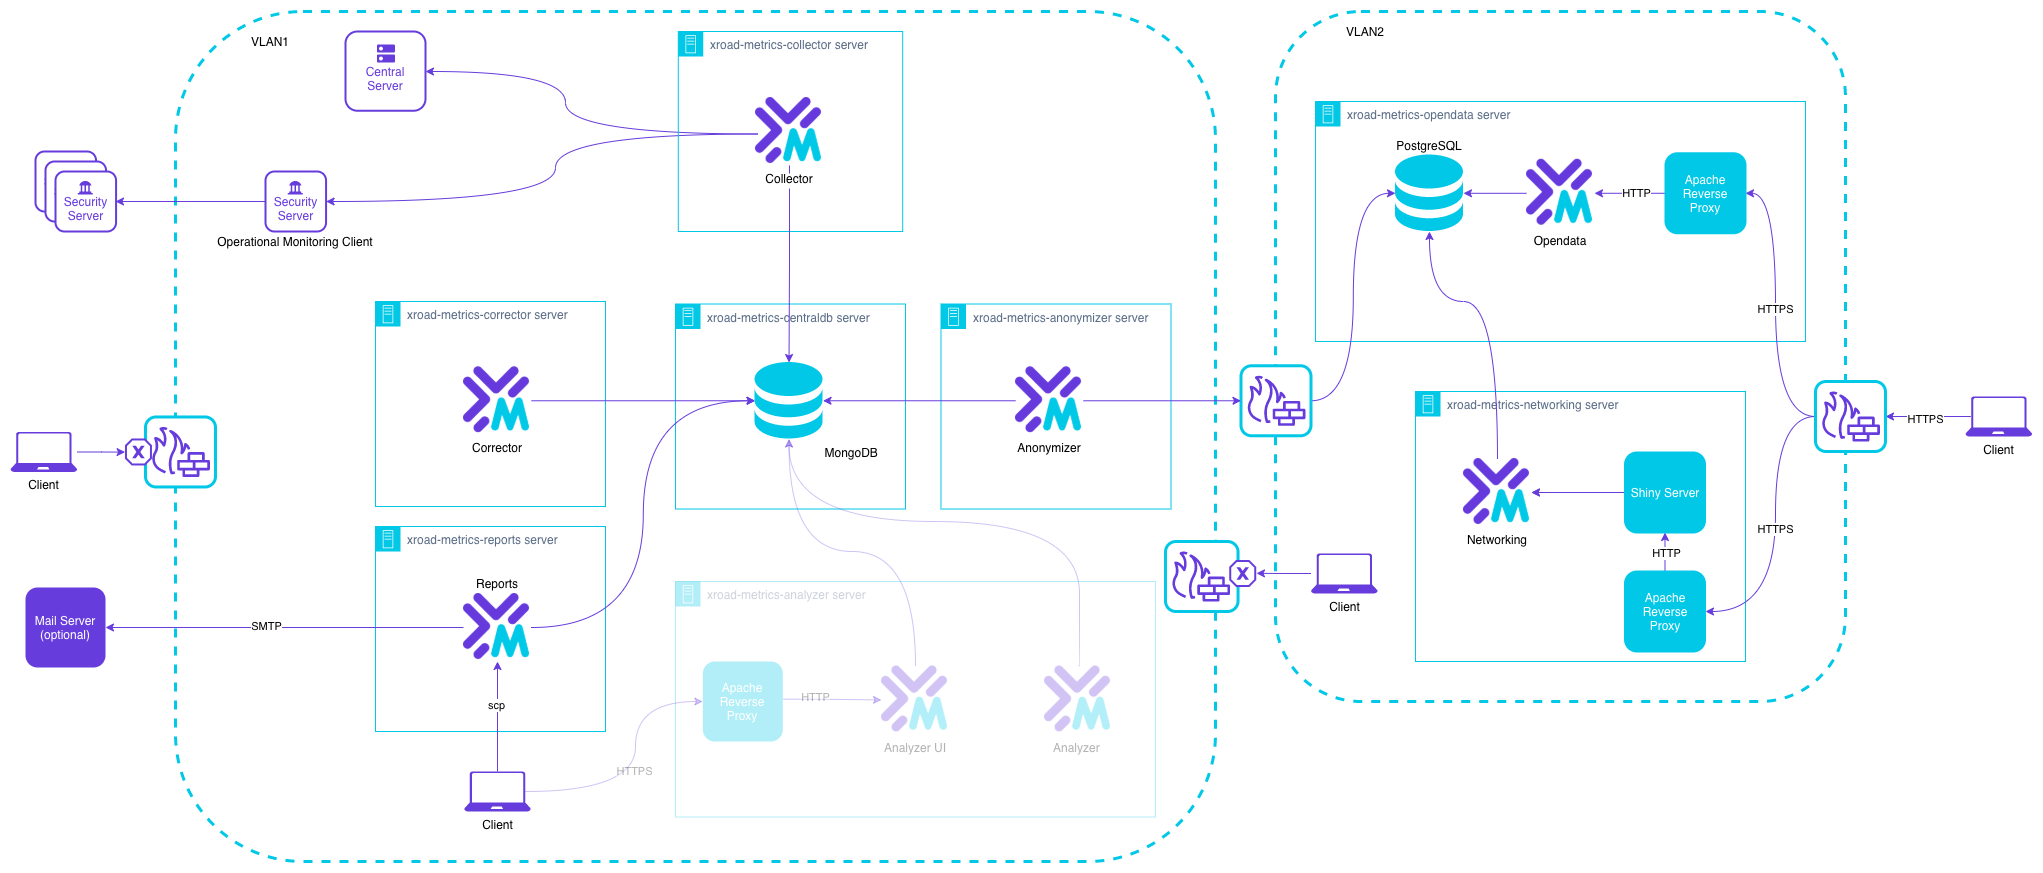 VLAN1
Central
Server
xroad-metrics-collector server
Collector
Security
Server
Security
Server
Operational Monitoring Client
xroad-metrics-corrector server
Corrector
xroad-metrics-centraldb server
MongoDB
xroad-metrics-anonymizer server
Anonymizer
X
Client
xroad-metrics-reports server
Reports
Mail Server
(optional)
SMTP
scp
Client
HTTPS
xroad-metrics-analyzer server
Apache
Reverse
Proxy
HTTP
Analyzer UI
Analyzer
X
Client
VLAN2
xroad-metrics-opendata server
PostgreSQL
Opendata
HTTP
Apache
Reverse
Proxy
HTTPS
xroad-metrics-networking server
Networking
Shiny Server
HTTP
Apache
Reverse
Proxy
HTTPS
HTTPS
Client